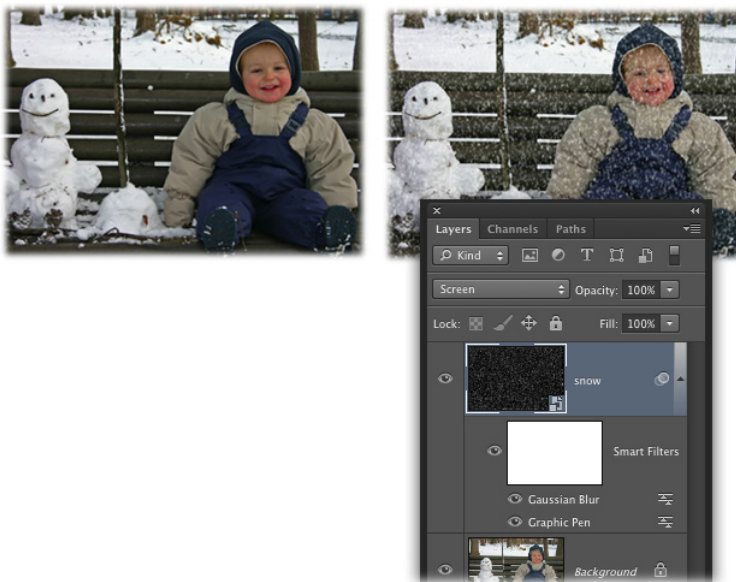 Layers Channels Paths
Kind T
Screen Opacity: 100%
Lock: Fill: 100%
snow
Smart Filters
Gaussian Blur
Graphic Pen
Background